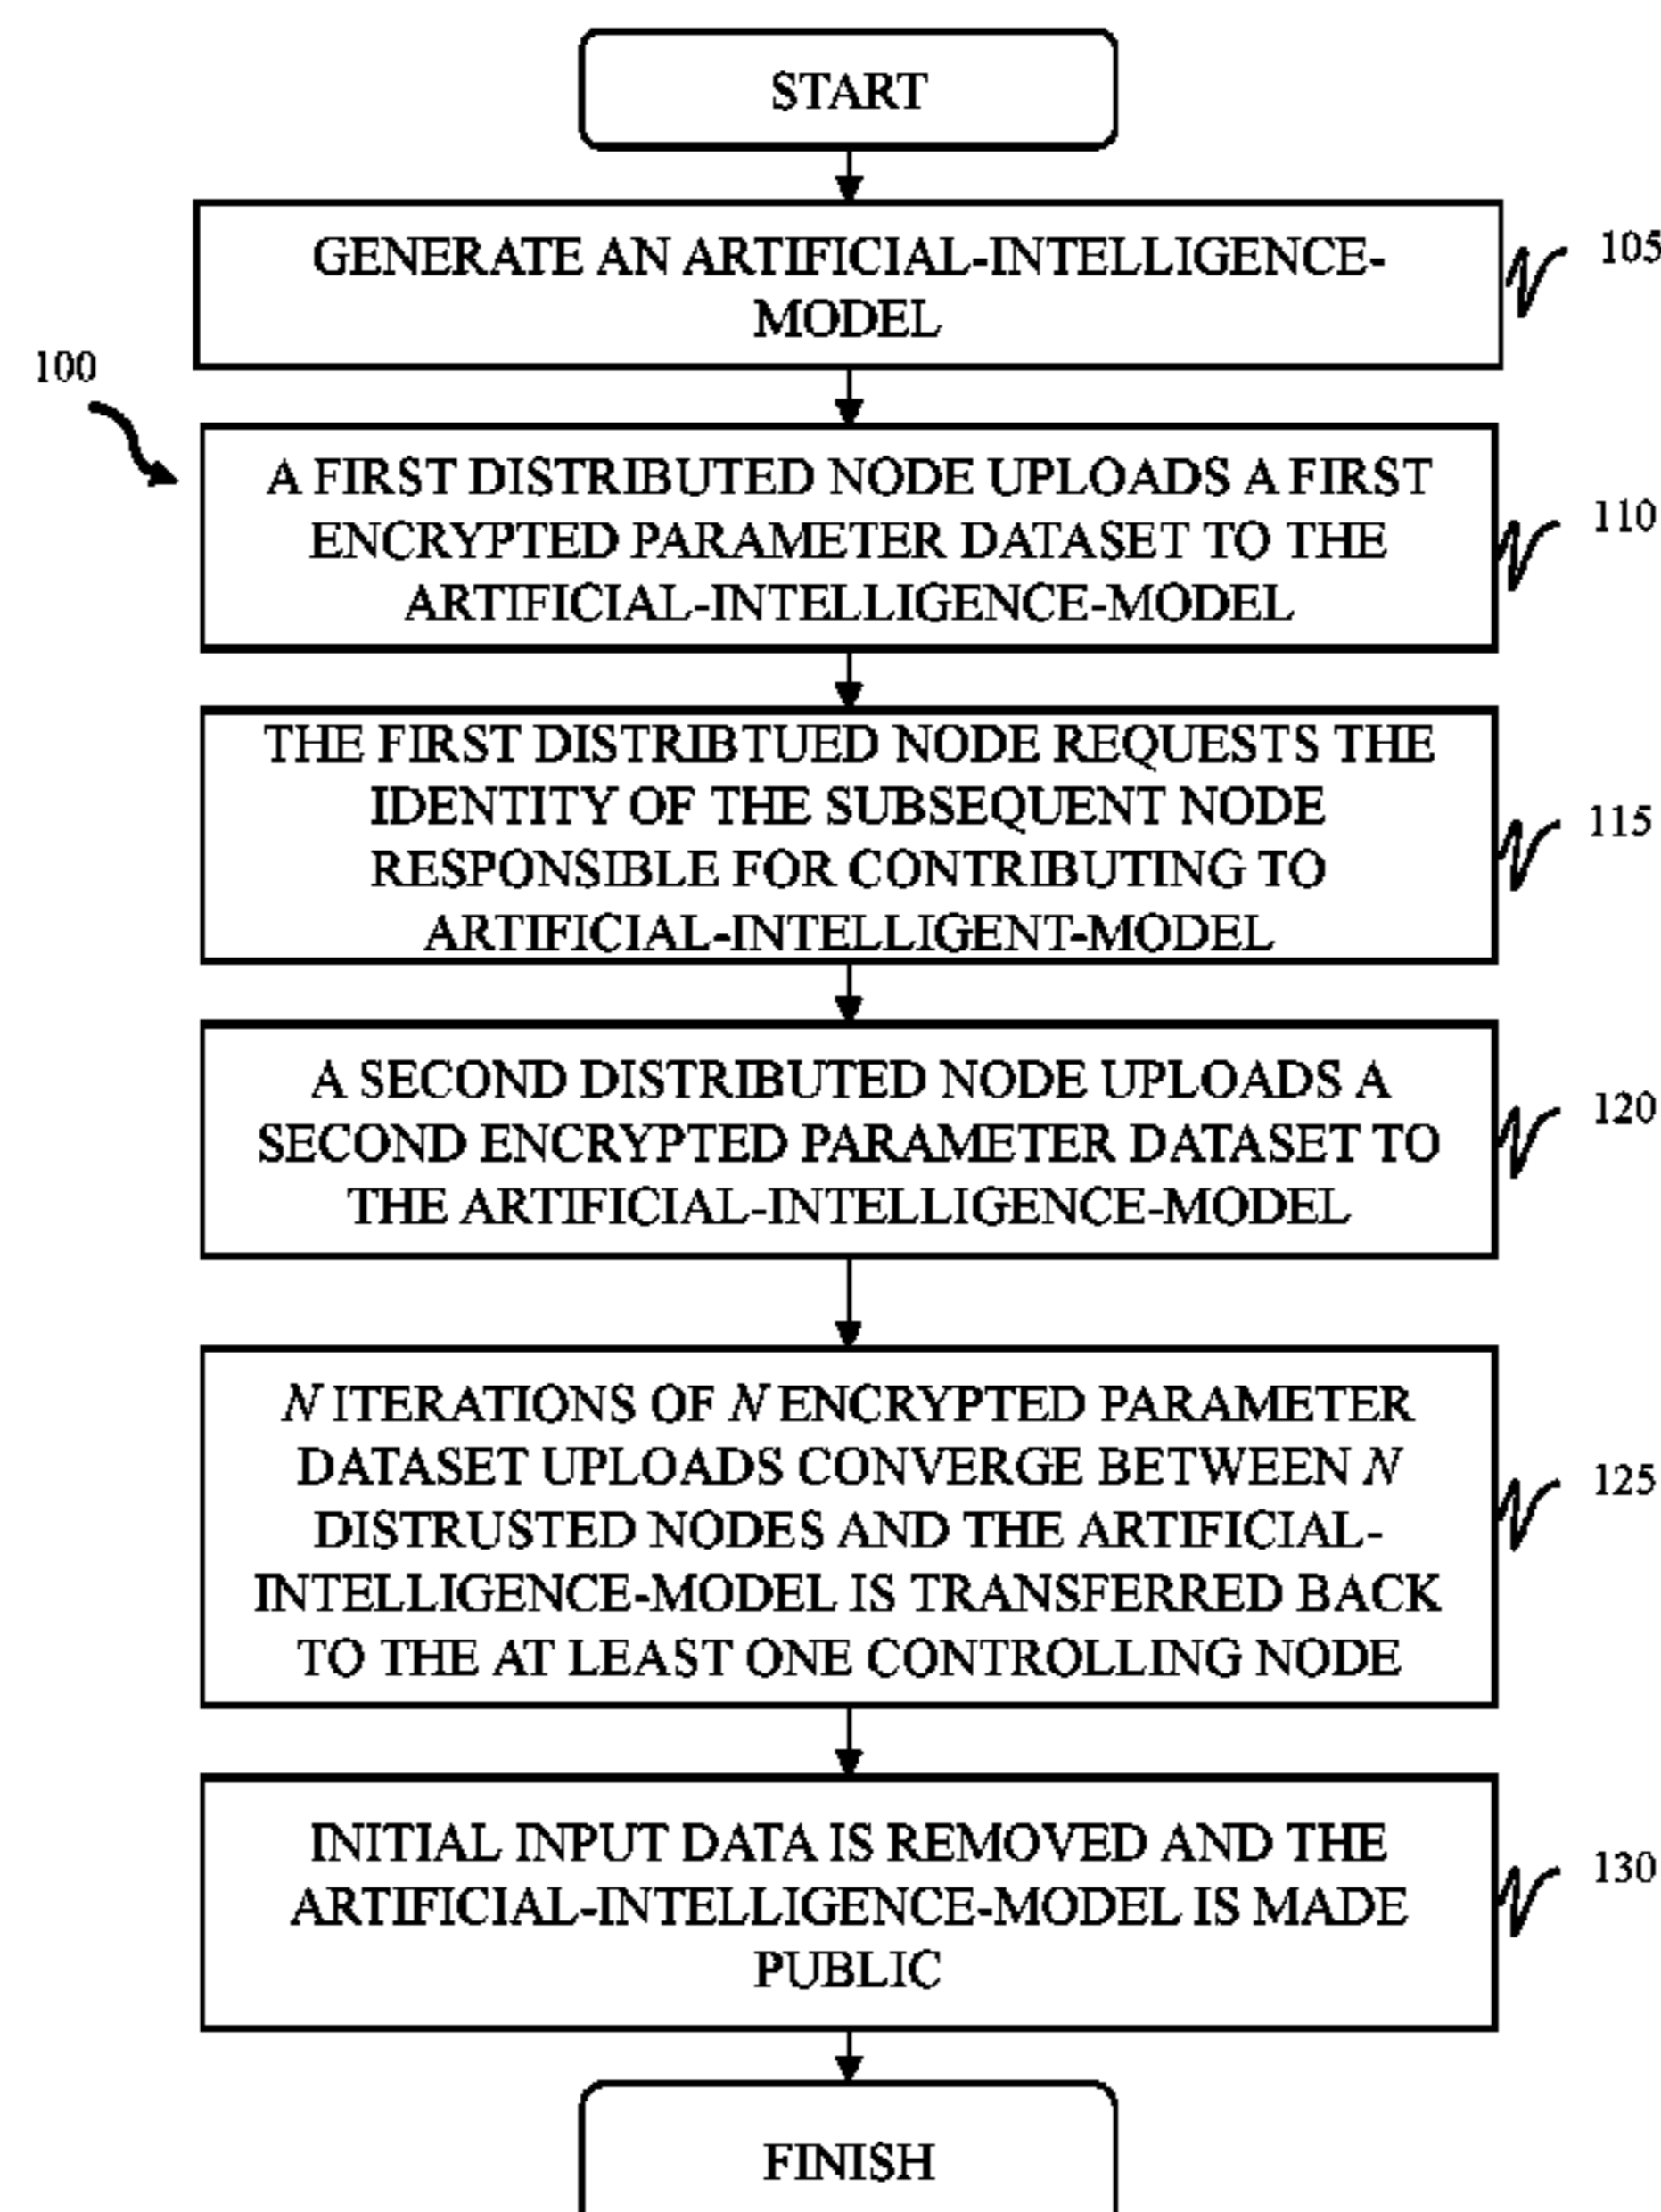 START
GENERATE AN ARTIFICIAL-INTELLIGENCE-
MODEL
105
100
A FIRST DISTRIBUTED NODE UPLOADS A FIRST
ENCRYPTED PARAMETER DATASET TO THE
ARTIFICIAL-INTELLIGENCE-MODEL
110
THE FIRST DISTRIBTUED NODE REQUESTS THE
IDENTITY OF THE SUBSEQUENT NODE
RESPONSIBLE FOR CONTRIBUTING TO
ARTIFICIAL-INTELLIGENT-MODEL
115
A SECOND DISTRIBUTED NODE UPLOADS A
SECOND ENCRYPTED PARAMETER DATASET TO
THE ARTIFICIAL-INTELLIGENCE-MODEL
120
N ITERATIONS OF N ENCRYPTED PARAMETER
DATASET UPLOADS CONVERGE BETWEEN N
DISTRUSTED NODES AND THE ARTIFICIAL-
INTELLIGENCE-MODEL IS TRANSFERRED BACK
TO THE AT LEAST ONE CONTROLLING NODE
125
INITIAL INPUT DATA IS REMOVED AND THE
ARTIFICIAL-INTELLIGENCE-MODEL IS MADE
PUBLIC
130
FINISH